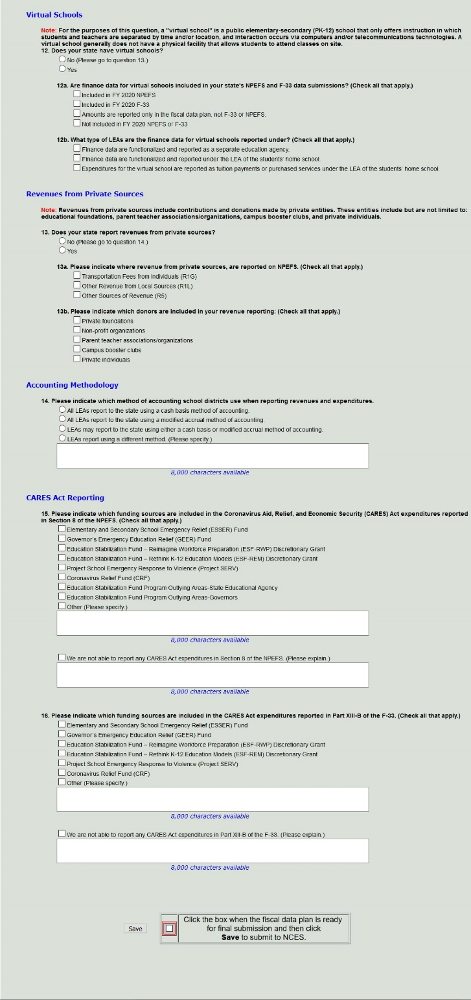 Virtual Schools
Note: For the purposes of this question, a "virtual school" is a public elementary-secondary (PK-12) school that only offers instruction in which
students and teachers are separated by time and/or location, and interaction occurs via computers and/or telecommunications technologies. A
virtual school generally does not have a physical facility that allows students to attend classes on site.
12. Does your state have virtual schools?
No (Please go to question 13.)
Yes
12a. Are finance data for virtual schools included in your state's NPEFS and F-33 data submissions? (Check all that apply.)
Included in FY 2020 NPEFS
Included in FY 2020 F-33
Amounts are reported only in the fiscal data plan, not F-33 or NPEFS.
Not included in FY 2020 NPEFS or F-33
12b. What type of LEAs are the finance data for virtual schools reported under? (Check all that apply.)
Finance data are functionalized and reported as a separate education agency.
Finance data are functionalized and reported under the LEA of the students' home school.
Expenditures for the virtual school are reported as tuition payments or purchased services under the LEA of the students' home school.
Revenues from Private Sources
Note: Revenues from private sources include contributions and donations made by private entities. These entities include but are not limited to:
educational foundations, parent teacher associations/organizations, campus booster clubs, and private individuals.
13. Does your state report revenues from private sources?
No (Please go to question 14.)
Yes
13a. Please indicate where revenue from private sources, are reported on NPEFS. (Check all that apply.)
Transportation Fees from Individuals (R1G)
Other Revenue from Local Sources (R1L)
Other Sources of Revenue (R5)
13b. Please indicate which donors are included in your revenue reporting: (Check all that apply.)
Private foundations
Non-profit organizations
Parent teacher associations/organizations
Campus booster clubs
Private individuals
Accounting Methodology
14. Please indicate which method of accounting school districts use when reporting revenues and expenditures.
All LEAs report to the state using a cash basis method of accounting.
All LEAs report to the state using a modified accrual method of accounting.
LEAs may report to the state using either a cash basis or modified accrual method of accounting.
LEAs report using a different method. (Please specify.)
8,000 characters available
CARES Act Reporting
15. Please indicate which funding sources are included in the Coronavirus Aid, Relief, and Economic Security (CARES) Act expenditures reported
in Section 8 of the NPEFS. (Check all that apply.)
Elementary and Secondary School Emergency Relief (ESSER) Fund
Governor's Emergency Education Relief (GEER) Fund
Education Stabilization Fund – Reimagine Workforce Preparation (ESF-RWP) Discretionary Grant
Education Stabilization Fund – Rethink K-12 Education Models (ESF-REM) Discretionary Grant
Project School Emergency Response to Violence (Project SERV)
Coronavirus Relief Fund (CRF)
Education Stabilization Fund Program Outlying Areas-State Educational Agency
Education Stabilization Fund Program Outlying Areas-Governors
Other (Please specify.)
8,000 characters available
We are not able to report any CARES Act expenditures in Section 8 of the NPEFS. (Please explain.)
8,000 characters available
16. Please indicate which funding sources are included in the CARES Act expenditures reported in Part XIII-B of the F-33. (Check all that apply.)
Elementary and Secondary School Emergency Relief (ESSER) Fund
Governor's Emergency Education Relief (GEER) Fund
Education Stabilization Fund – Reimagine Workforce Preparation (ESF-RWP) Discretionary Grant
Education Stabilization Fund – Rethink K-12 Education Models (ESF-REM) Discretionary Grant
Project School Emergency Response to Violence (Project SERV)
Coronavirus Relief Fund (CRF)
Other (Please specify.)
8,000 characters available
We are not able to report any CARES Act expenditures in Part XIII-B of the F-33. (Please explain.)
8,000 characters available
Save
Click the box when the fiscal data plan is ready
for final submission and then click
Save to submit to NCES.